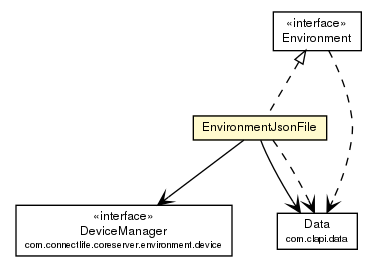 «interface»
Environment
EnvironmentJsonFile
«interface»
DeviceManager
com.connectlife.coreserver.environment.device
Data
com.clapi.data